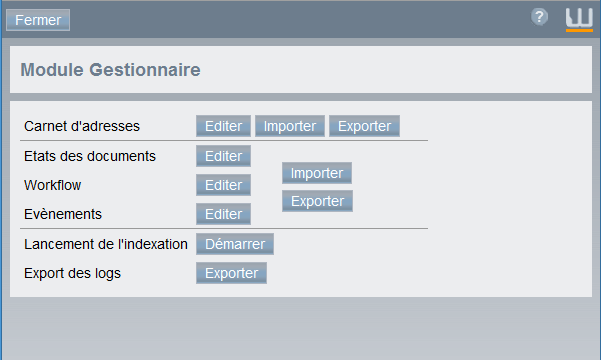 Fermer ?
Module Gestionnaire
Carnet d'adresses Editer Importer Exporter
Etats des documents Editer
Importer
Workflow Editer
Exporter
Evènements Editer
Lancement de l'indexation Démarrer
Export des logs Exporter